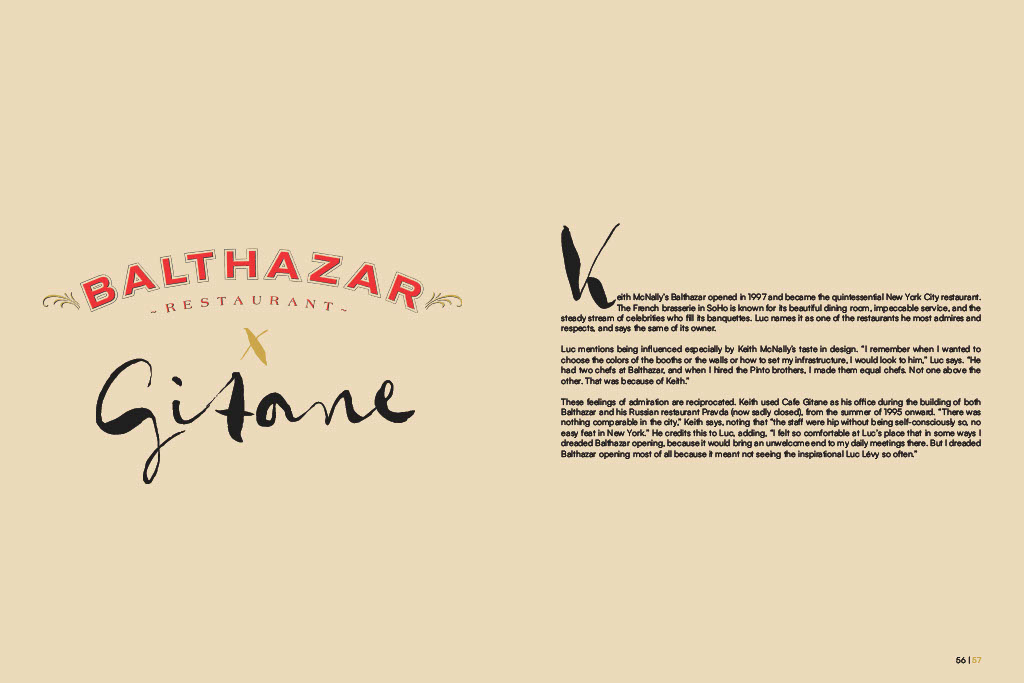 BALTHAZAR
~ RESTAURANT ~
X
Gitane
Keith McNally's Balthazar opened in 1997 and became the quintessential New York City restaurant.
The French brasserie in SoHo is known for its beautiful dining room, impeccable service, and the
steady stream of celebrities who fill its banquettes. Luc names it as one of the restaurants he most admires and
respects, and says the same of its owner.
Luc mentions being influenced especially by Keith McNally's taste in design. "I remember when I wanted to
choose the colors of the booths or the walls or how to set my infrastructure, I would look to him," Luc says. "He
had two chefs at Balthazar, and when I hired the Pinto brothers, I made them equal chefs. Not one above the
other. That was because of Keith."
These feelings of admiration are reciprocated. Keith used Cafe Gitane as his office during the building of both
Balthazar and his Russian restaurant Pravda (now sadly closed), from the summer of 1995 onward. "There was
nothing comparable in the city," Keith says, noting that "the staff were hip without being self-consciously so, no
easy feat in New York." He credits this to Luc, adding, "I felt so comfortable at Luc's place that in some ways I
dreaded Balthazar opening, because it would bring an unwelcome end to my daily meetings there. But I dreaded
Balthazar opening most of all because it meant not seeing the inspirational Luc Lévy so often."
56 | 57